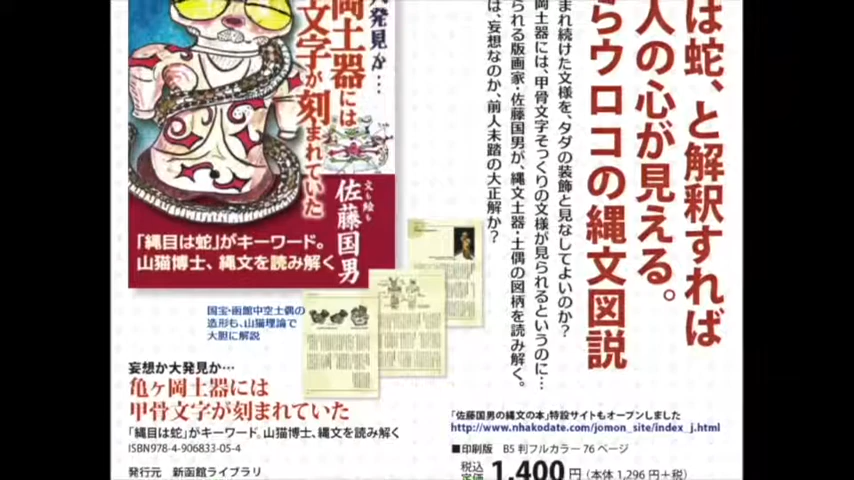 は蛇、と解釈すれば
人の心が見える。
らウロコの縄文図説
まれ続けた文様を、タダの装飾と見なしてよいのか?
岡土器には、甲骨文字そっくりの文様が見られるというのに…
られる版画家・佐藤国男が、縄文土器・土偶の図柄を読み解く。
は、妄想なのか、前人未踏の大正解か?
大発見か…
岡土器には
文字が刻まれていた
文も絵も
佐藤国男
「縄目は蛇」がキーワード。
山猫博士、縄文を読み解く
国宝・函館中空土偶の
造形も、山猫理論で
大胆に解説
妄想か大発見か…
亀ヶ岡土器には
甲骨文字が刻まれていた
「縄目は蛇」がキーワード。山猫博士、縄文を読み解く
ISBN978-4-906833-05-4
発行元 新函館ライブラリ
「佐藤国男の縄文の本」特設サイトもオープンしました
http://www.nhakodate.com/jomon_site/index_j.html
■印刷版 B5判フルカラー76ページ
税込
定価 1,400円(本体1,296円+税)